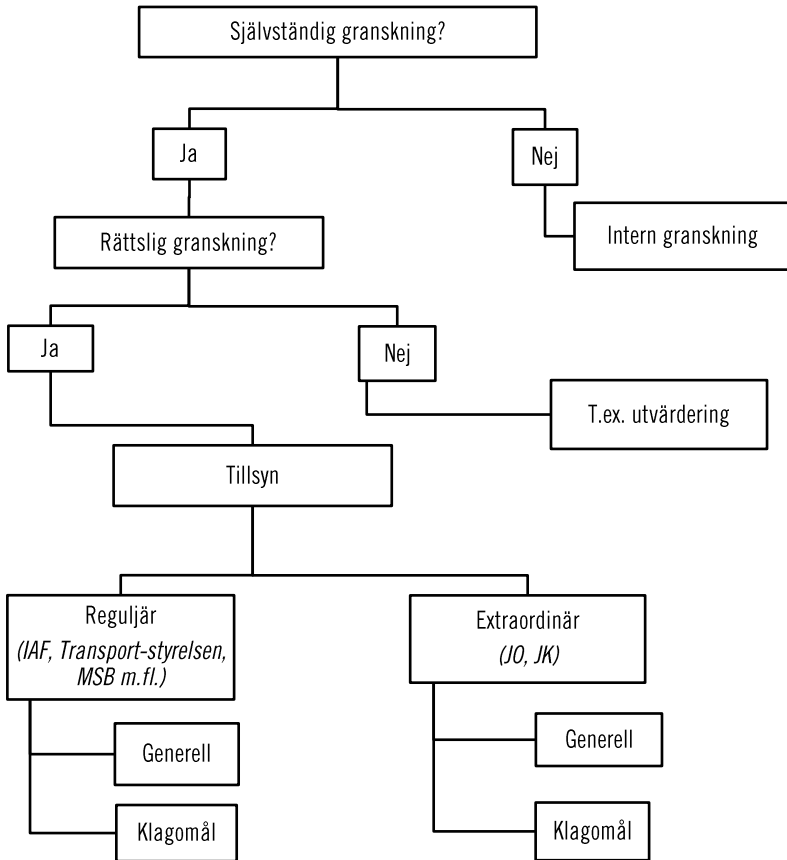 Självständig granskning?
Ja
Nej
Rättslig granskning?
Intern granskning
Ja
Nej
T.ex. utvärdering
Tillsyn
Reguljär
(IAF, Transport-styrelsen,
MSB m.fl.)
Extraordinär
(JO, JK)
Generell
Generell
Klagomål
Klagomål